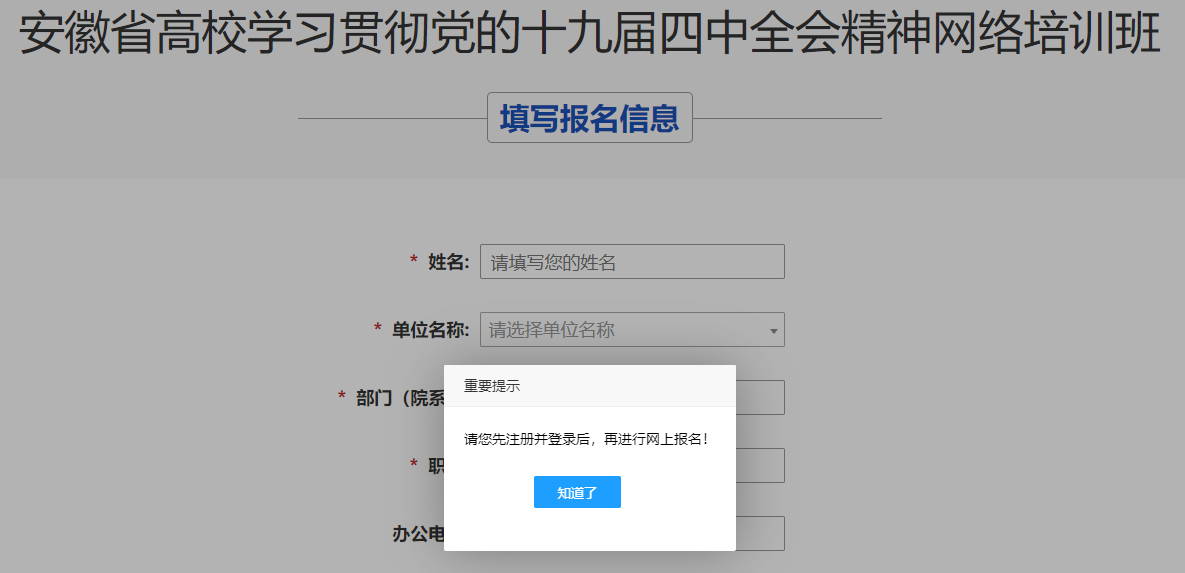 安徽省高校学习贯彻党的十九届四中全会精神网络培训班
填写报名信息
* 姓名: 请填写您的姓名
* 单位名称: 请选择单位名称
* 部门（院系
* 职
办公电
重要提示
请您先注册并登录后，再进行网上报名！
知道了